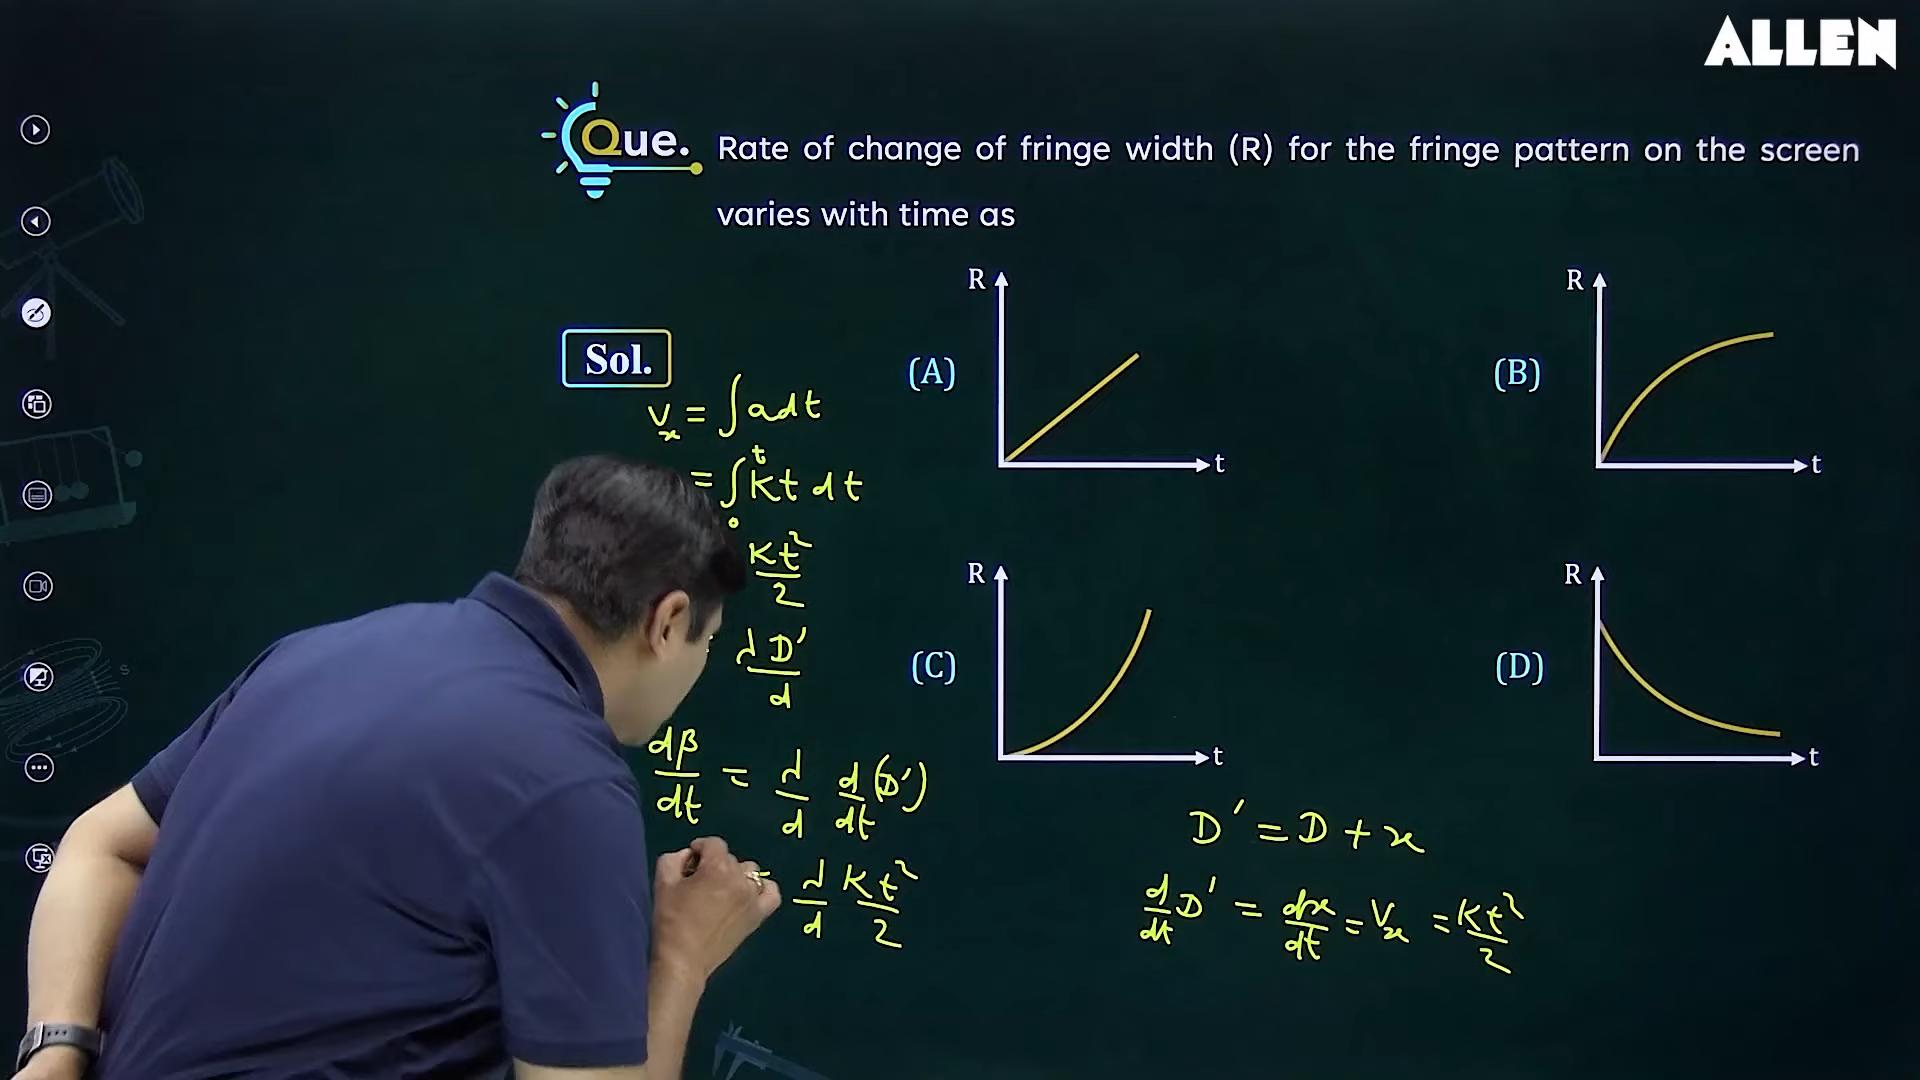 ALLEN
Que. Rate of change of fringe width (R) for the fringe pattern on the screen
varies with time as
Sol.
(A) R t
(B) R t
(C) R t
(D) R t
vₓ = ∫ a dt
= ∫₀ᵗ Kt dt
Kt²/2
λD'/d
dβ/dt = λ/d d/dt (D')
= λ/d Kt²/2
D' = D + x
d/dt D' = dx/dt = Vₓ = Kt²/2